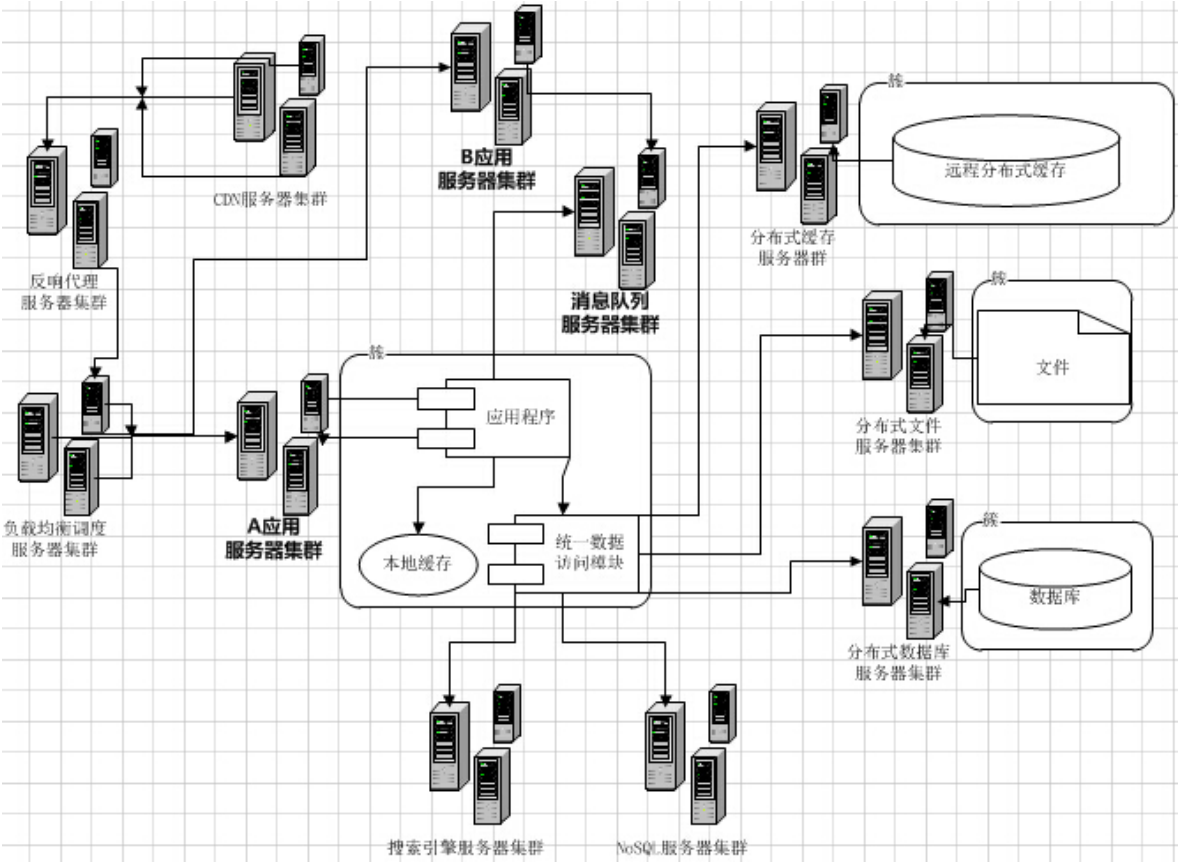 CDN服务器集群
反响代理
服务器集群
B应用
服务器集群
消息队列
服务器集群
分布式缓存
服务器群
簇
远程分布式缓存
簇
文件
分布式文件
服务器集群
负载均衡调度
服务器集群
A应用
服务器集群
簇
应用程序
本地缓存
统一数据
访问模块
簇
数据库
分布式数据库
服务器集群
搜索引擎服务器集群
NoSQL服务器集群